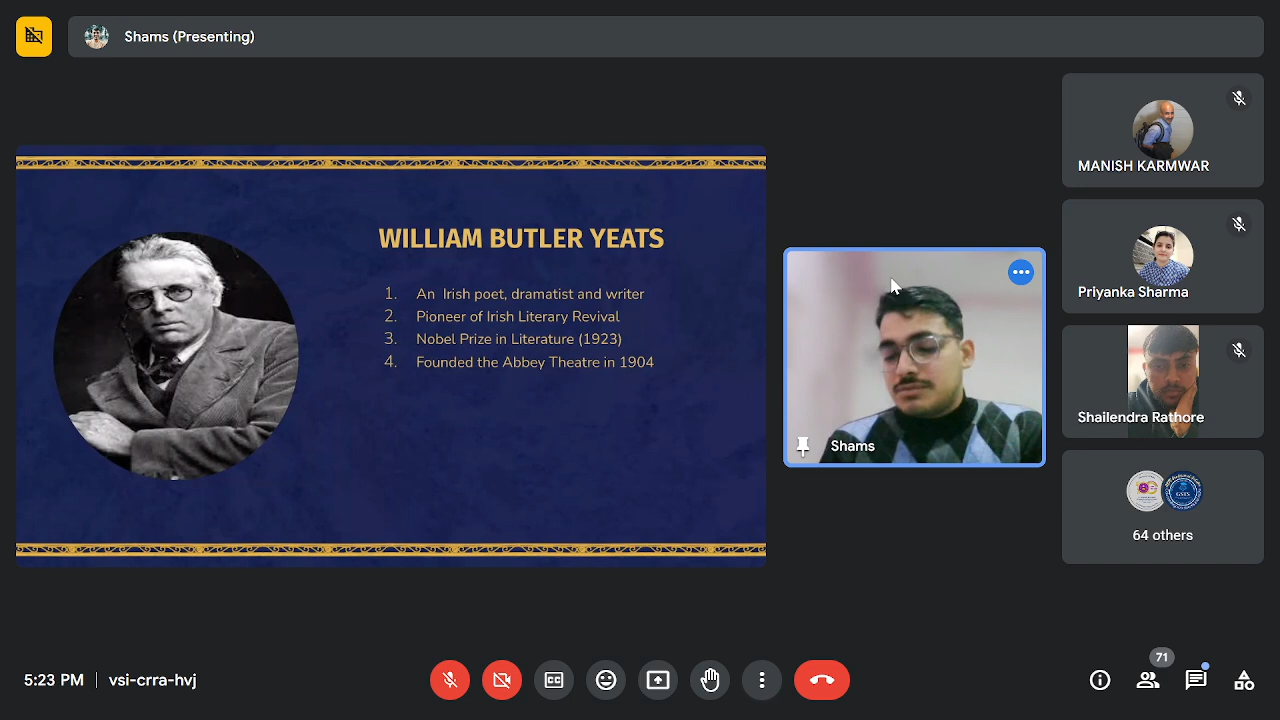 Shams (Presenting)
WILLIAM BUTLER YEATS
1. An Irish poet, dramatist and writer
2. Pioneer of Irish Literary Revival
3. Nobel Prize in Literature (1923)
4. Founded the Abbey Theatre in 1904
Shams
MANISH KARMWAR
Priyanka Sharma
Shailendra Rathore
GSTS
64 others
5:23 PM
vsi-crra-hvj
CC
71